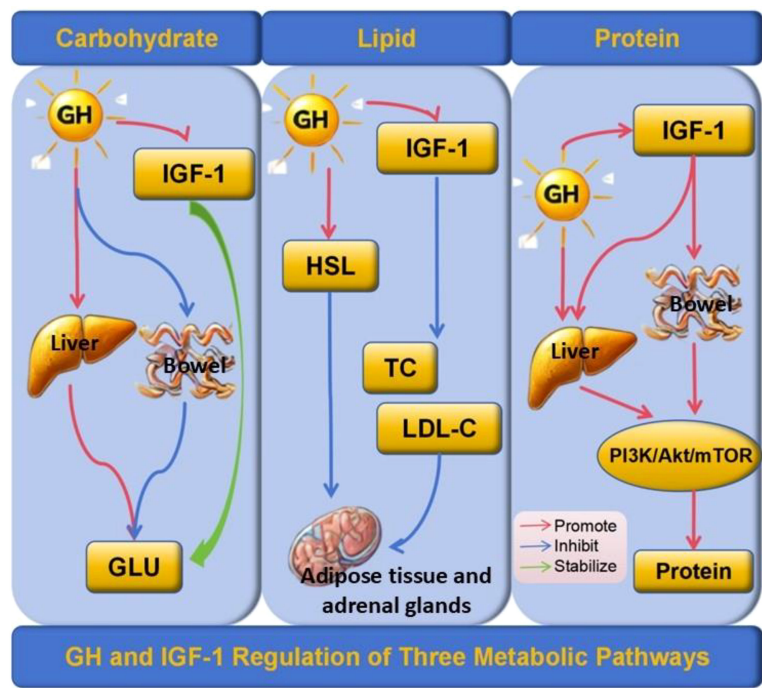 Carbohydrate
GH
IGF-1
Liver
Bowel
GLU
Lipid
GH
IGF-1
HSL
TC
LDL-C
Adipose tissue and
adrenal glands
Protein
IGF-1
GH
Bowel
Liver
PI3K/Akt/mTOR
Promote
Inhibit
Stabilize
Protein
GH and IGF-1 Regulation of Three Metabolic Pathways